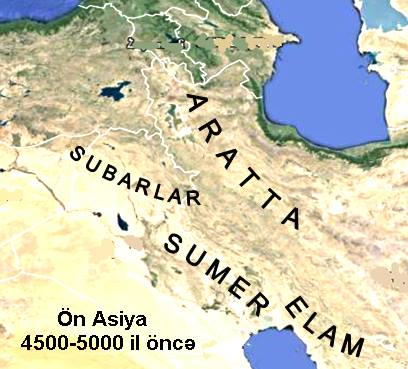 ARATTA
SUBARLAR
SUMER
ELAM
Ön Asiya
4500-5000 il öncə